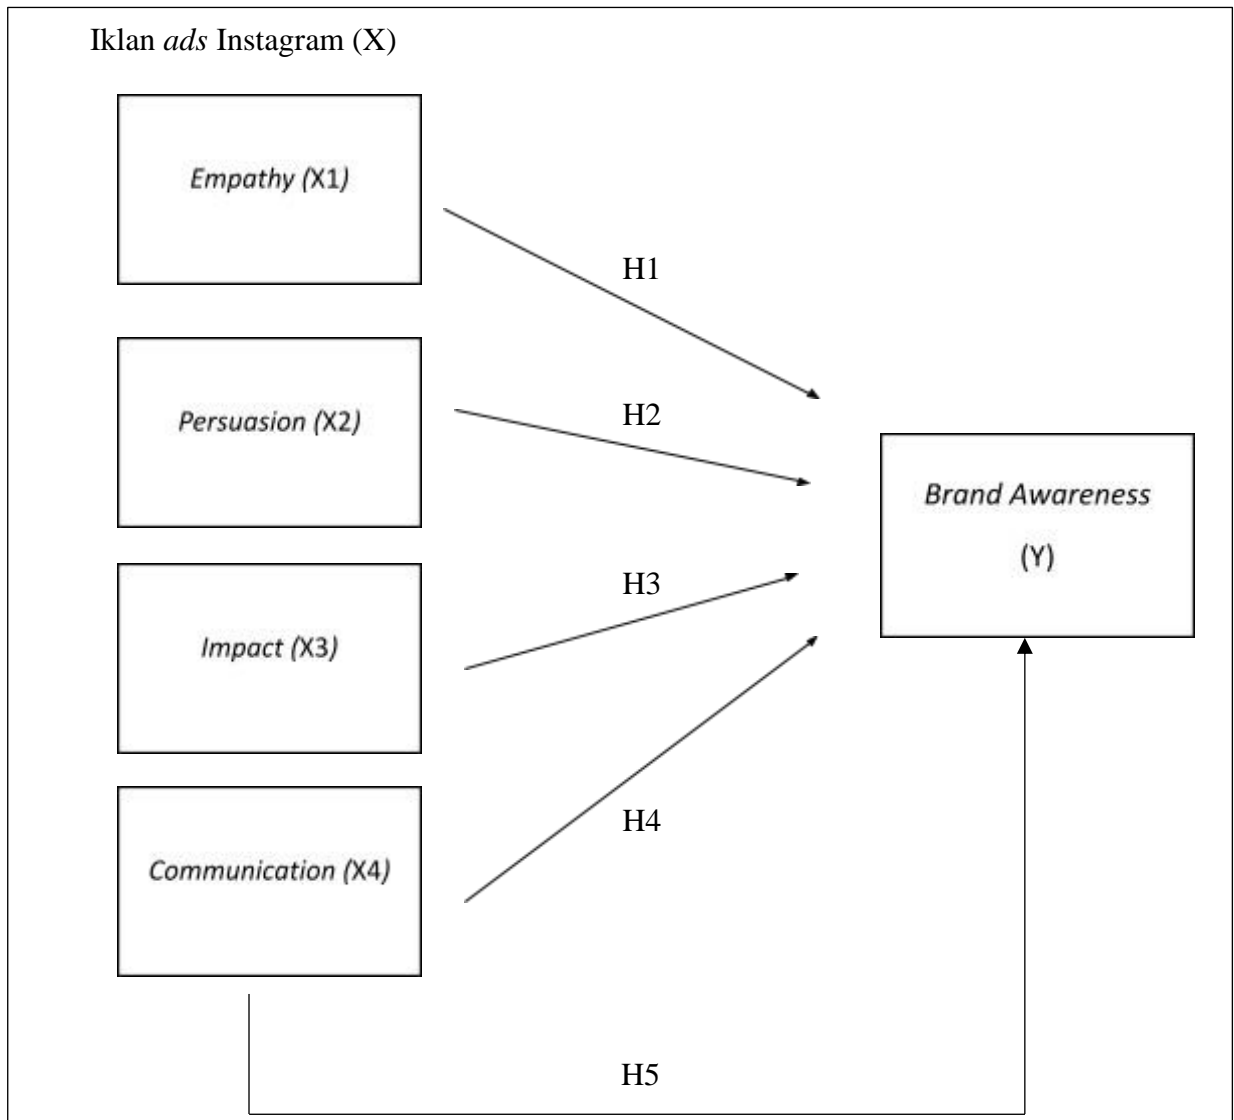 Iklan ads Instagram (X)
Empathy (X1)
H1
Persuasion (X2)
H2
Brand Awareness
(Y)
Impact (X3)
H3
Communication (X4)
H4
H5